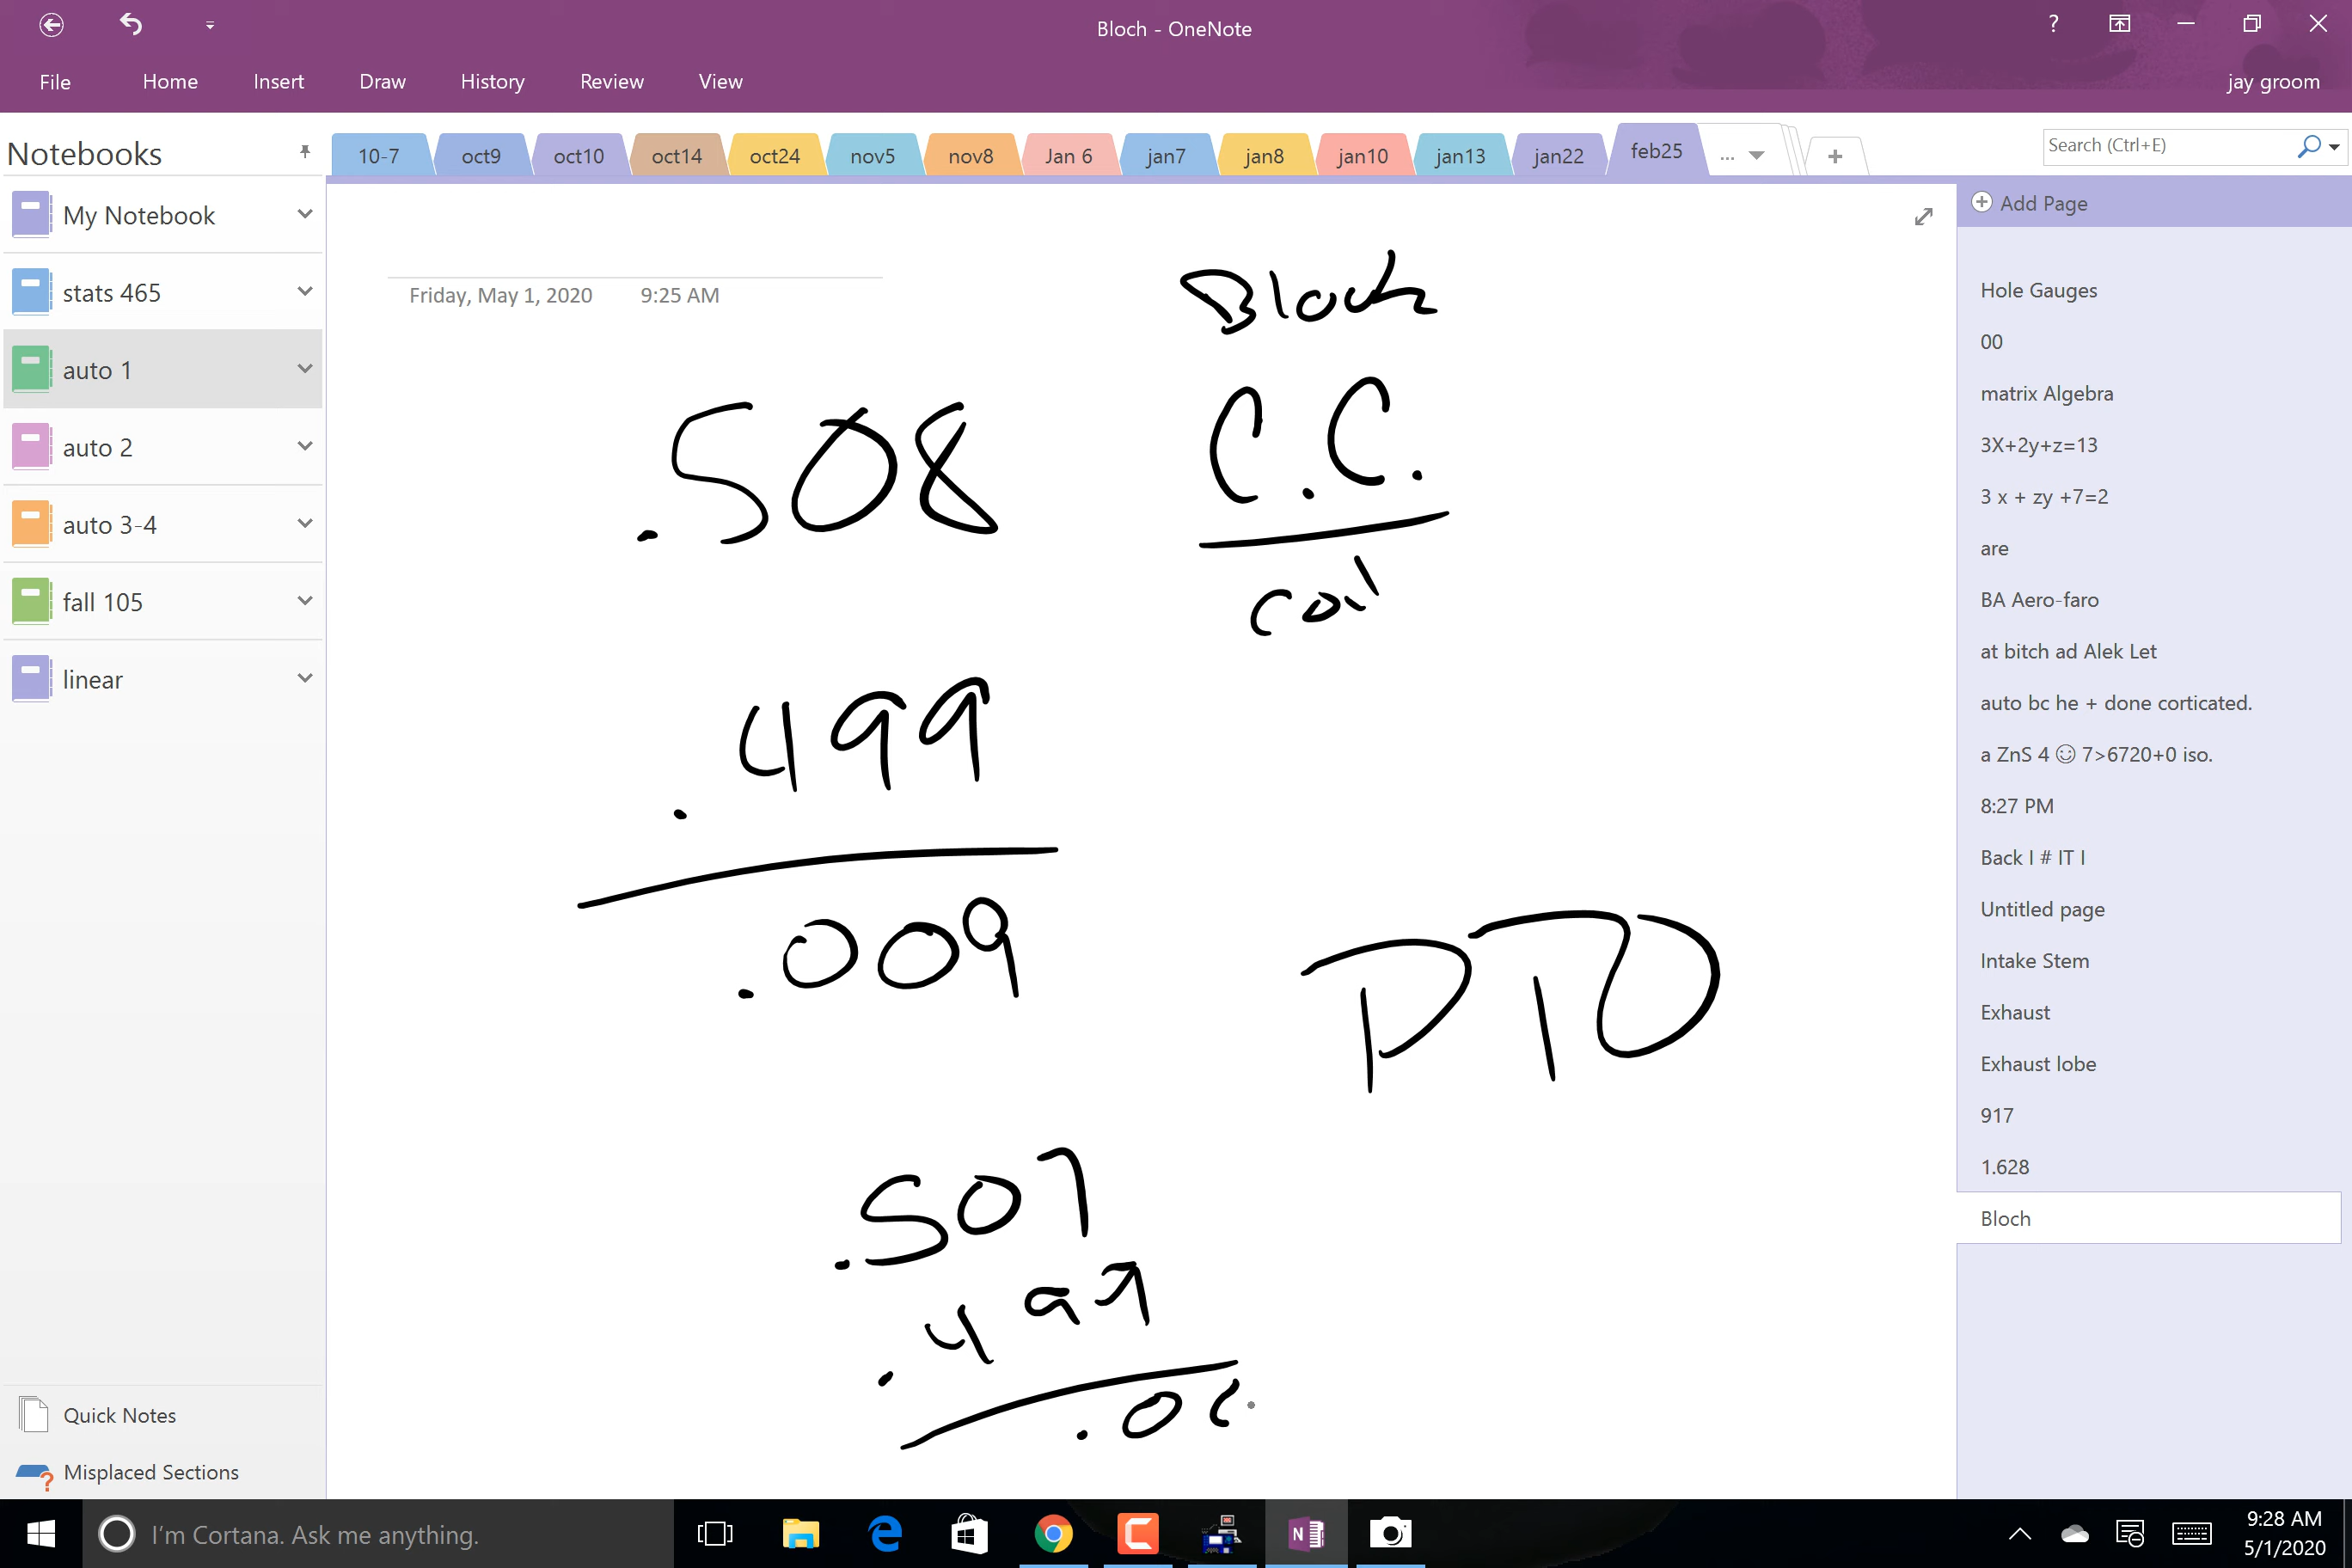 Bloch - OneNote
?
File Home Insert Draw History Review View
jay groom
Notebooks
10-7 oct9 oct10 oct14 oct24 nov5 nov8 Jan 6 jan7 jan8 jan10 jan13 jan22 feb25 ...
Search (Ctrl+E)
My Notebook
stats 465
auto 1
auto 2
auto 3-4
fall 105
linear
Quick Notes
Misplaced Sections
Friday, May 1, 2020 9:25 AM
Bloch
.508
C.C.
coil
.499
.009
PTO
.507
.499
Add Page
Hole Gauges
00
matrix Algebra
3X+2y+z=13
3 x + zy +7=2
are
BA Aero-faro
at bitch ad Alek Let
auto bc he + done corticated.
a ZnS 4 ☺ 7>6720+0 iso.
8:27 PM
Back I # IT I
Untitled page
Intake Stem
Exhaust
Exhaust lobe
917
1.628
Bloch
I'm Cortana. Ask me anything.
9:28 AM
5/1/2020